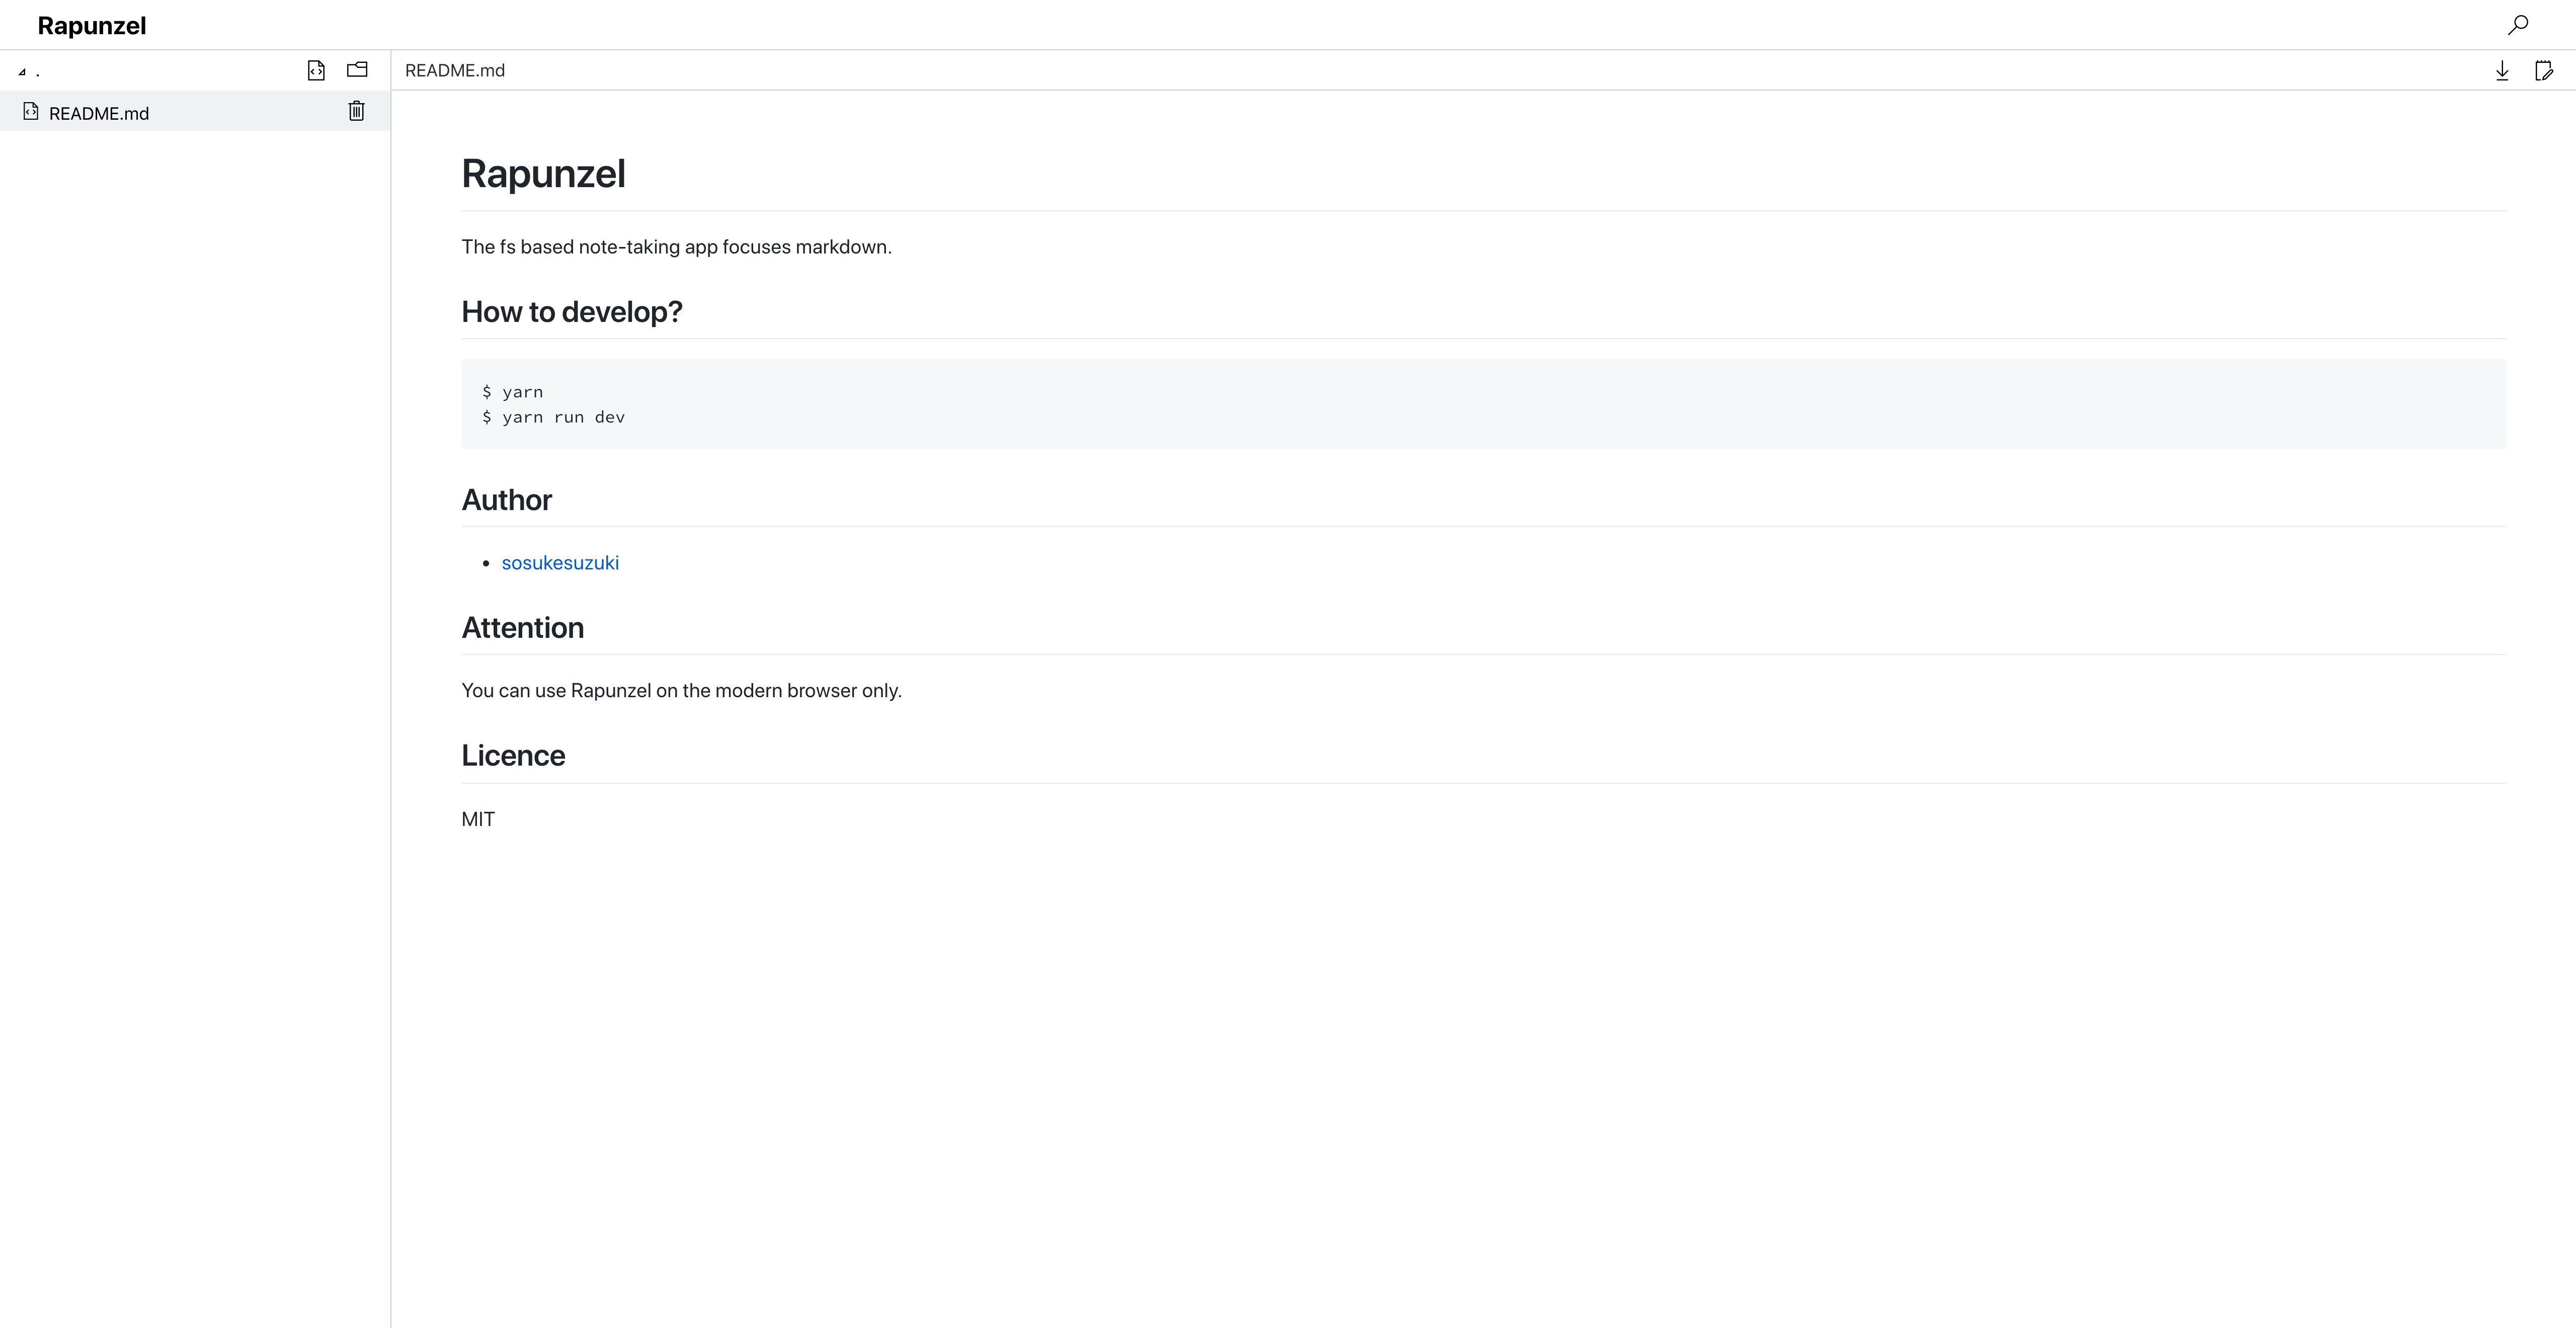 Rapunzel
.
README.md
README.md
Rapunzel
The fs based note-taking app focuses markdown.
How to develop?
$ yarn
$ yarn run dev
Author
• sosukesuzuki
Attention
You can use Rapunzel on the modern browser only.
Licence
MIT